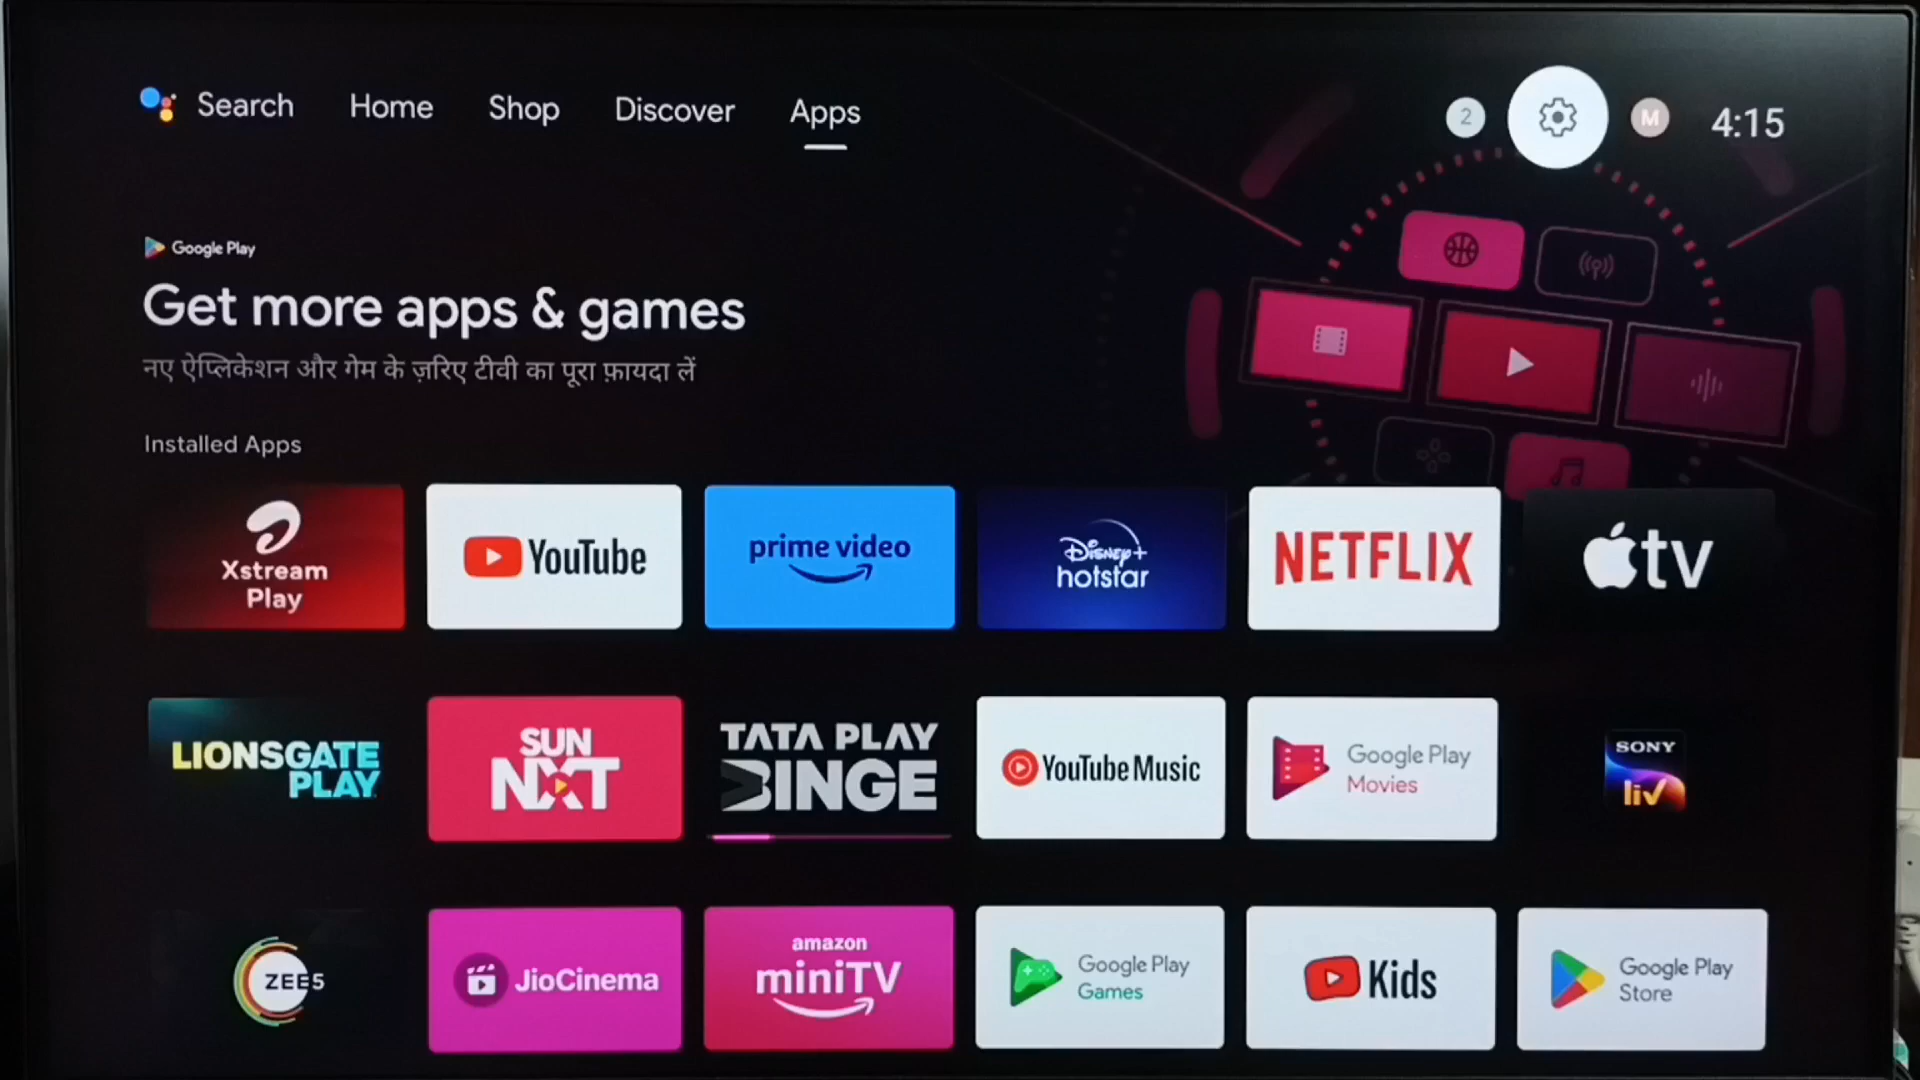 Search Home Shop Discover Apps 2 M 4:15
Google Play
Get more apps & games
नए ऐप्लिकेशन और गेम के ज़रिए टीवी का पूरा फ़ायदा लें
Installed Apps
Xstream
Play
YouTube
prime video
Disney+
hotstar
NETFLIX
tv
LIONSGATE
PLAY
SUN
NXT
TATA PLAY
BINGE
YouTube Music
Google Play
Movies
SONY
liv
ZEE5
JioCinema
amazon
miniTV
Google Play
Games
Kids
Google Play
Store